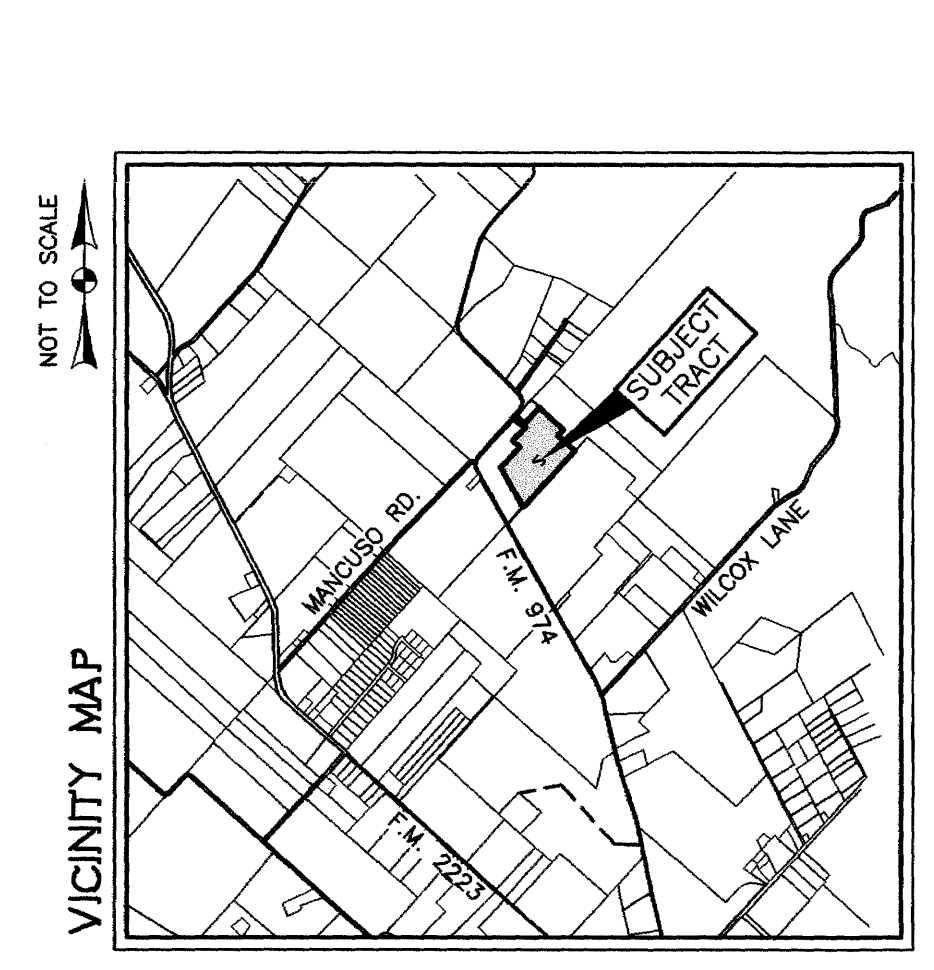 VICINITY MAP
NOT TO SCALE
MANCUSO RD.
F.M. 974
SUBJECT
TRACT
WILCOX LANE
F.M. 2223